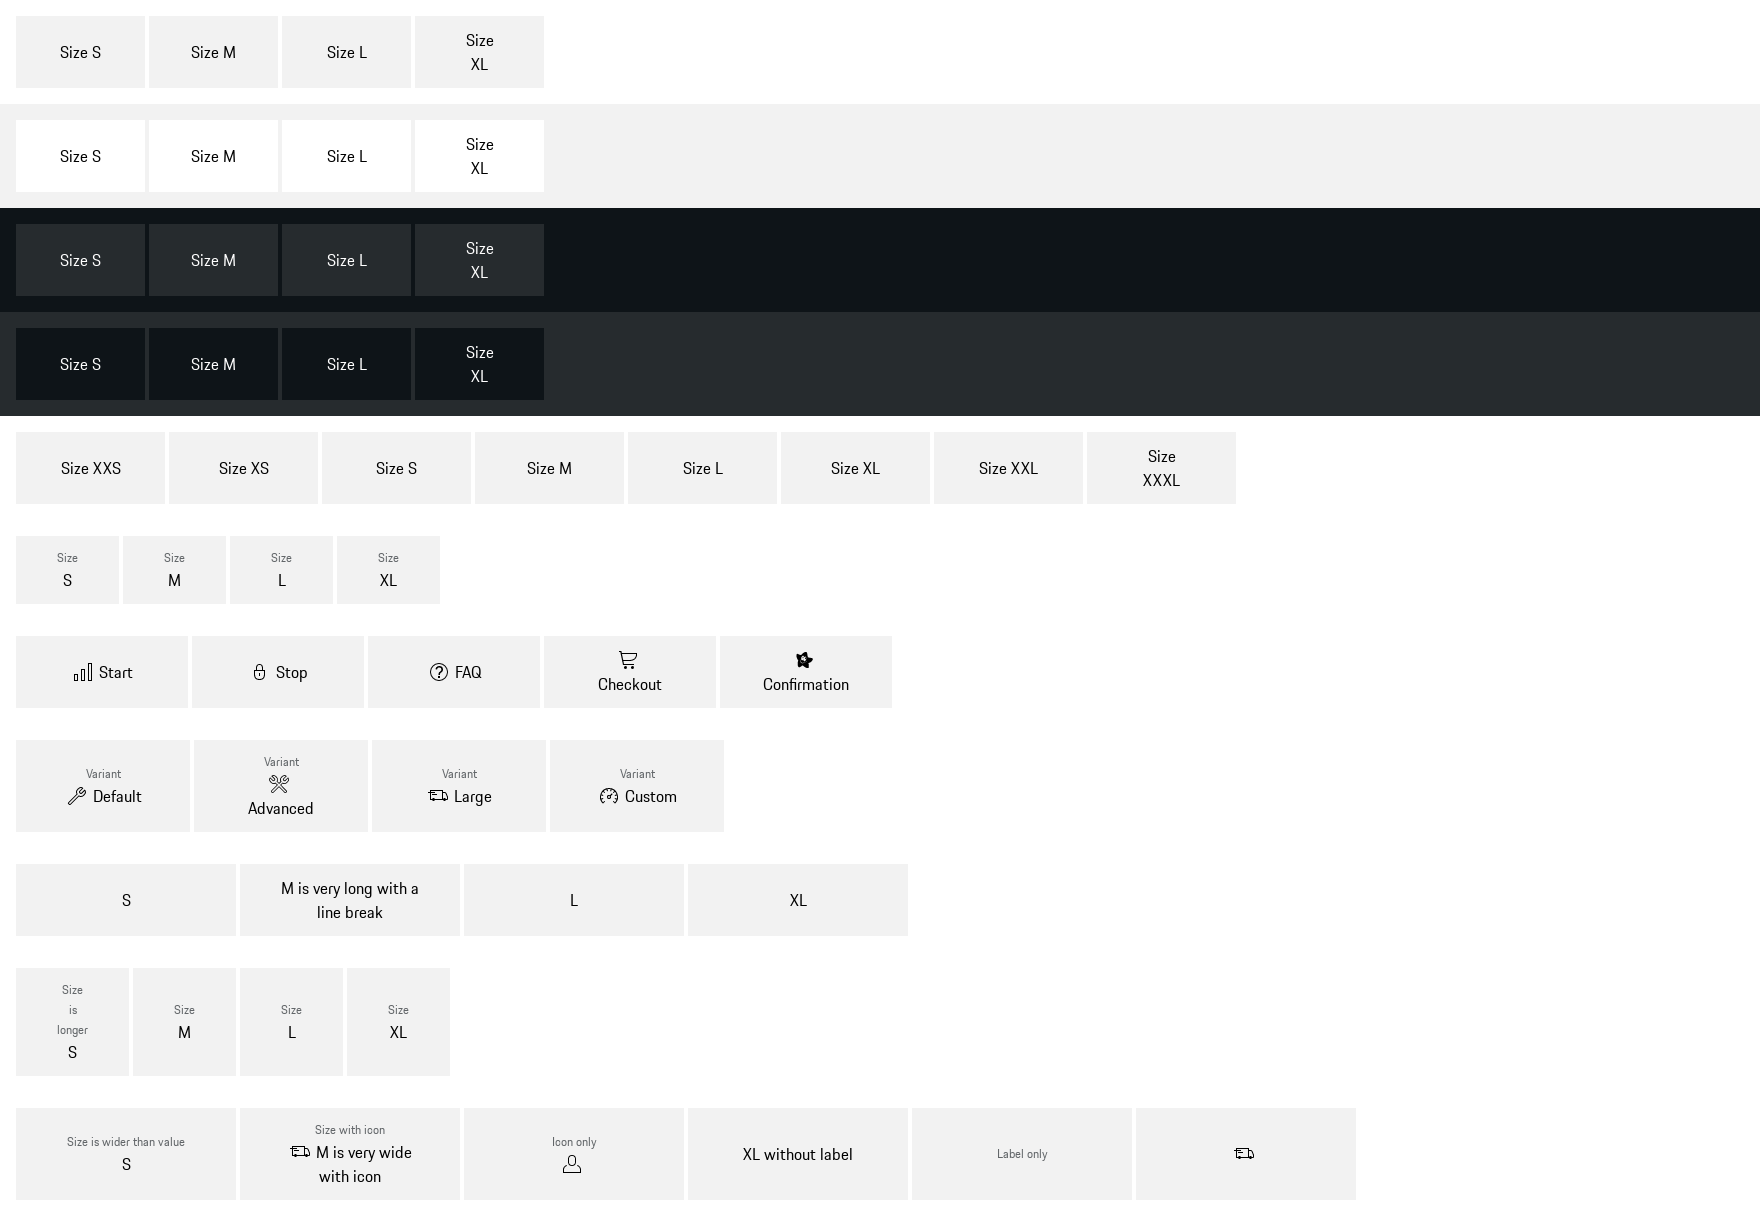 Size S
Size M
Size L
Size
XL
Size S
Size M
Size L
Size
XL
Size S
Size M
Size L
Size
XL
Size S
Size M
Size L
Size
XL
Size XXS
Size XS
Size S
Size M
Size L
Size XL
Size XXL
Size
XXXL
Size
S
Size
M
Size
L
Size
XL
Start
Stop
FAQ
Checkout
Confirmation
Variant
Default
Variant
Advanced
Variant
Large
Variant
Custom
S
M is very long with a
line break
L
XL
Size
is
longer
S
Size
M
Size
L
Size
XL
Size is wider than value
S
Size with icon
M is very wide
with icon
Icon only
XL without label
Label only